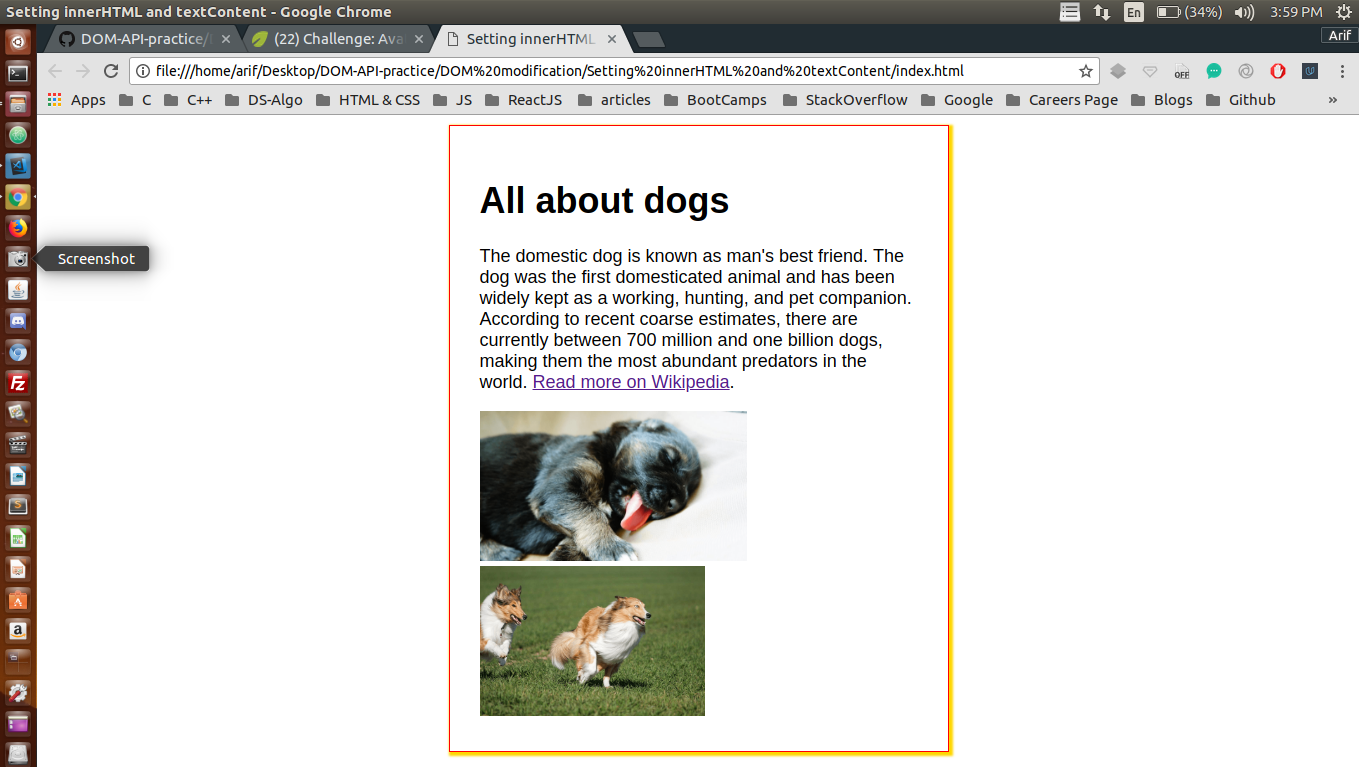 Setting innerHTML and textContent - Google Chrome
En (34%) 3:59 PM
DOM-API-practice/
(22) Challenge: Ava
Setting innerHTML
Arif
file:///home/arif/Desktop/DOM-API-practice/DOM%20modification/Setting%20innerHTML%20and%20textContent/index.html
OFF
Apps C C++ DS-Algo HTML & CSS JS ReactJS articles BootCamps StackOverflow Google Careers Page Blogs Github »
All about dogs
The domestic dog is known as man's best friend. The
dog was the first domesticated animal and has been
widely kept as a working, hunting, and pet companion.
According to recent coarse estimates, there are
currently between 700 million and one billion dogs,
making them the most abundant predators in the
world. Read more on Wikipedia.
Screenshot